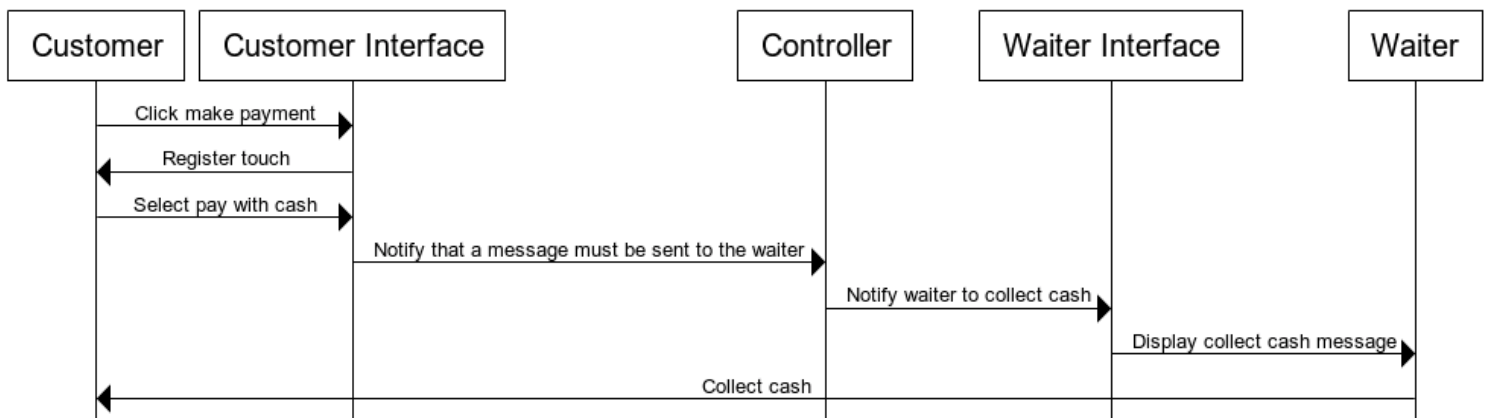 Customer
Customer Interface
Controller
Waiter Interface
Waiter
Click make payment
Register touch
Select pay with cash
Notify that a message must be sent to the waiter
Notify waiter to collect cash
Display collect cash message
Collect cash